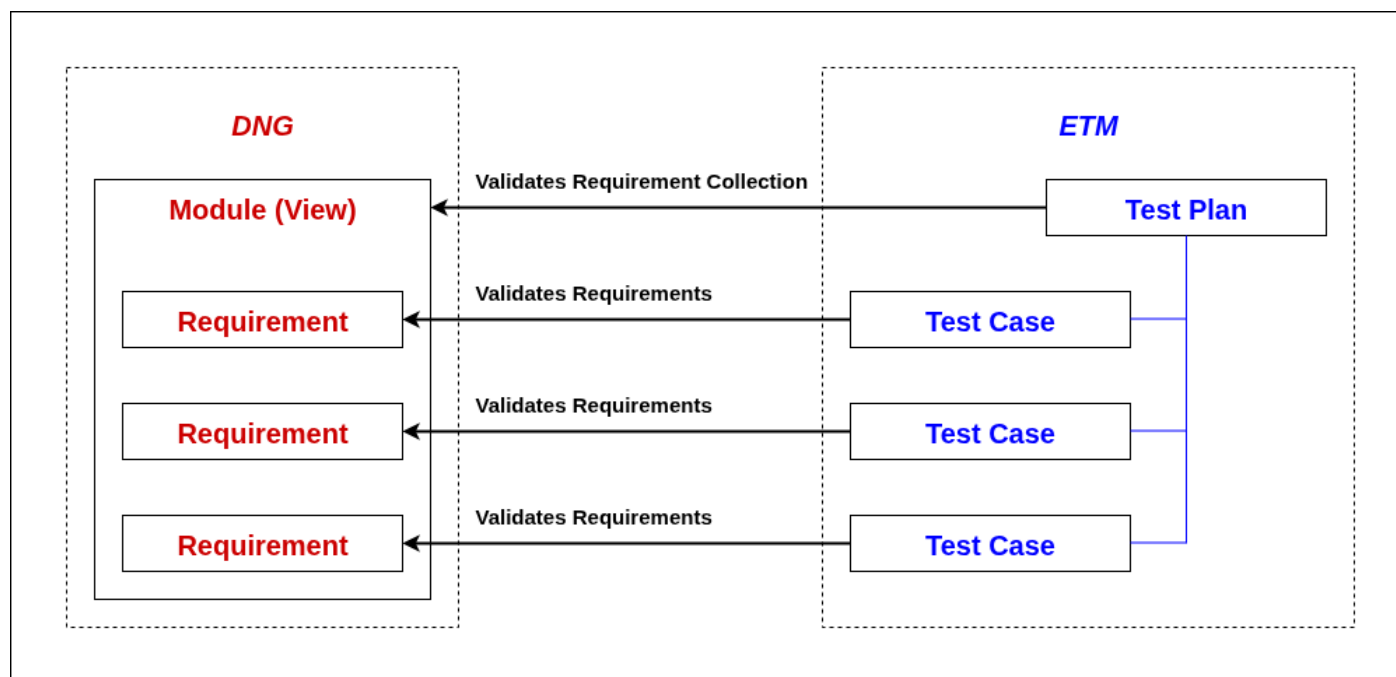 DNG
ETM
Validates Requirement Collection
Module (View)
Test Plan
Validates Requirements
Requirement
Test Case
Validates Requirements
Requirement
Test Case
Validates Requirements
Requirement
Test Case